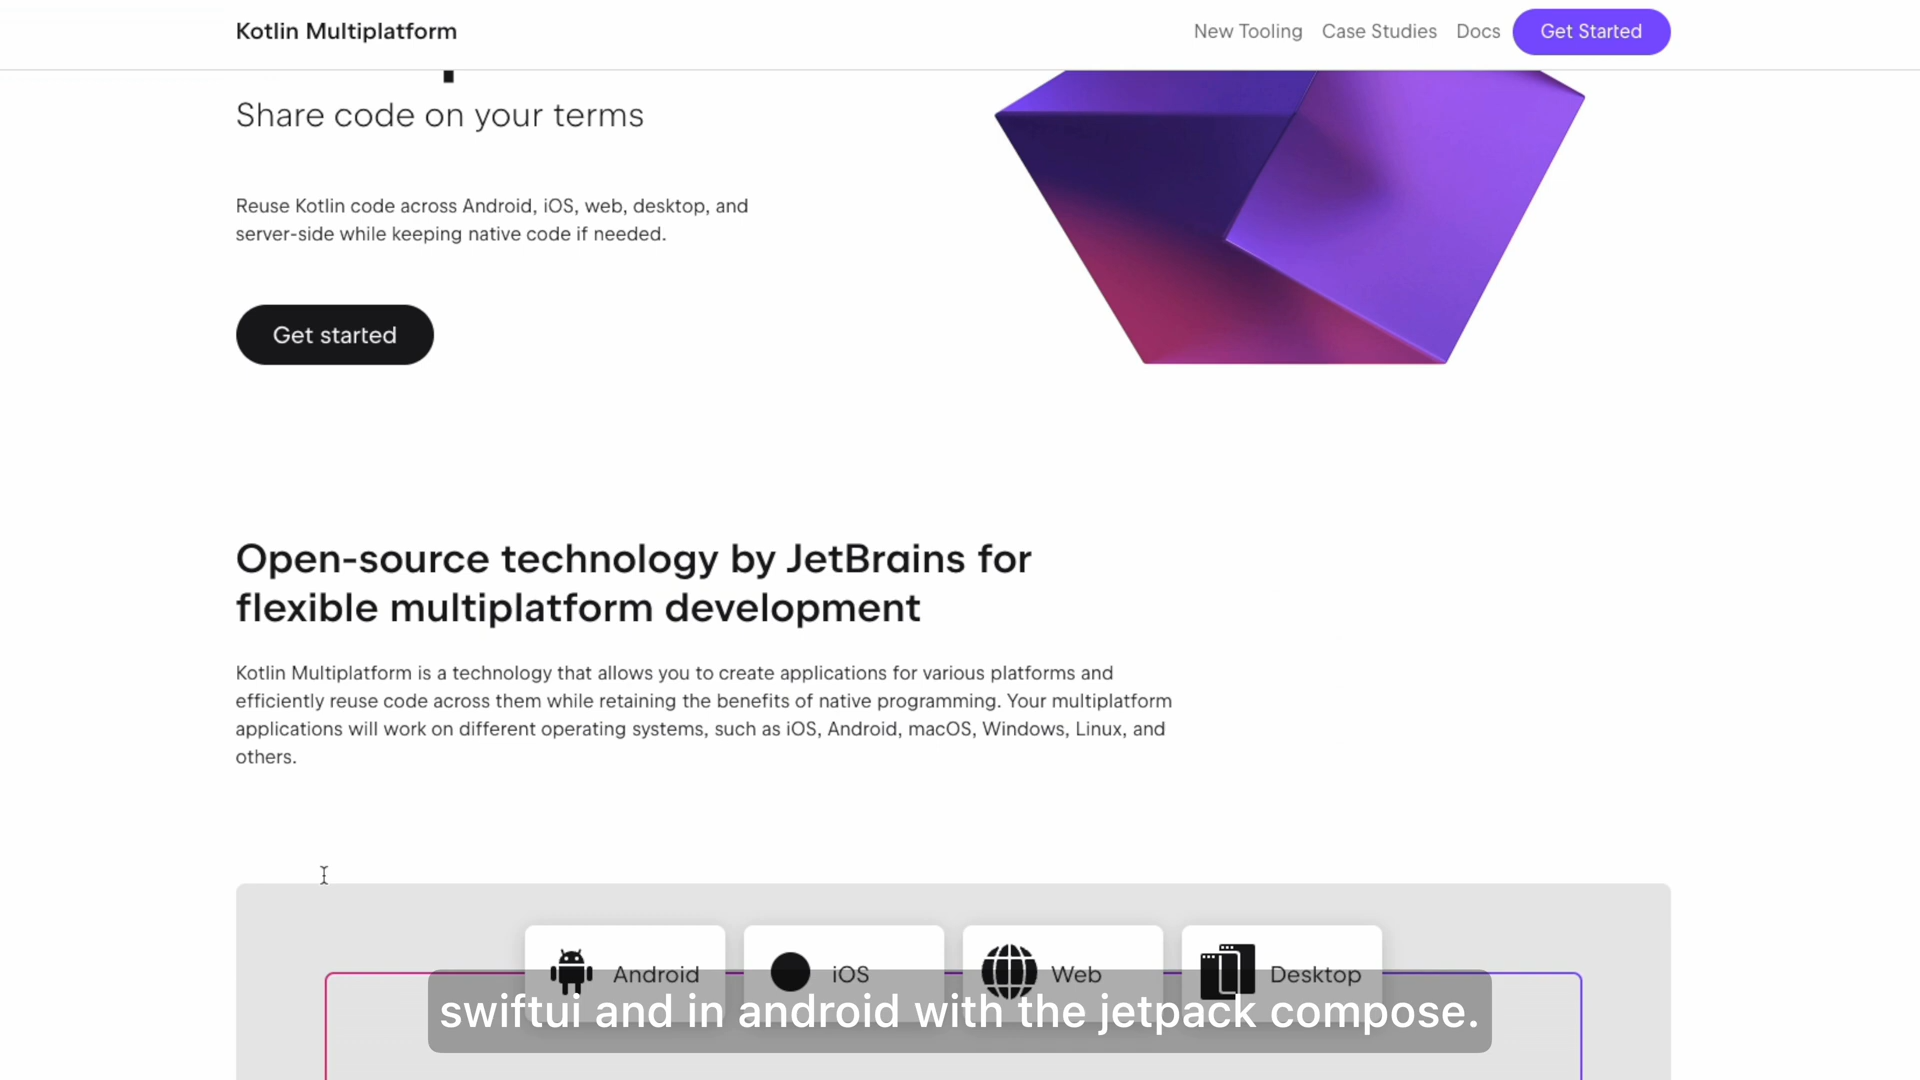 Kotlin Multiplatform
New Tooling
Case Studies
Docs
Get Started
Share code on your terms
Reuse Kotlin code across Android, iOS, web, desktop, and
server-side while keeping native code if needed.
Get started
Open-source technology by JetBrains for
flexible multiplatform development
Kotlin Multiplatform is a technology that allows you to create applications for various platforms and
efficiently reuse code across them while retaining the benefits of native programming. Your multiplatform
applications will work on different operating systems, such as iOS, Android, macOS, Windows, Linux, and
others.
Android
iOS
Web
Desktop
swiftui and in android with the jetpack compose.